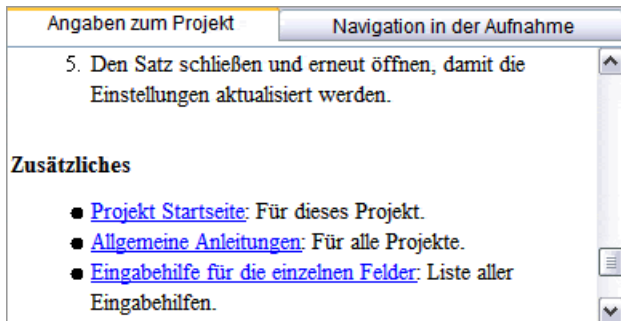 Angaben zum Projekt
Navigation in der Aufnahme
5. Den Satz schließen und erneut öffnen, damit die
Einstellungen aktualisiert werden.
Zusätzliches
Projekt Startseite: Für dieses Projekt.
Allgemeine Anleitungen: Für alle Projekte.
Eingabehilfe für die einzelnen Felder: Liste aller
Eingabehilfen.